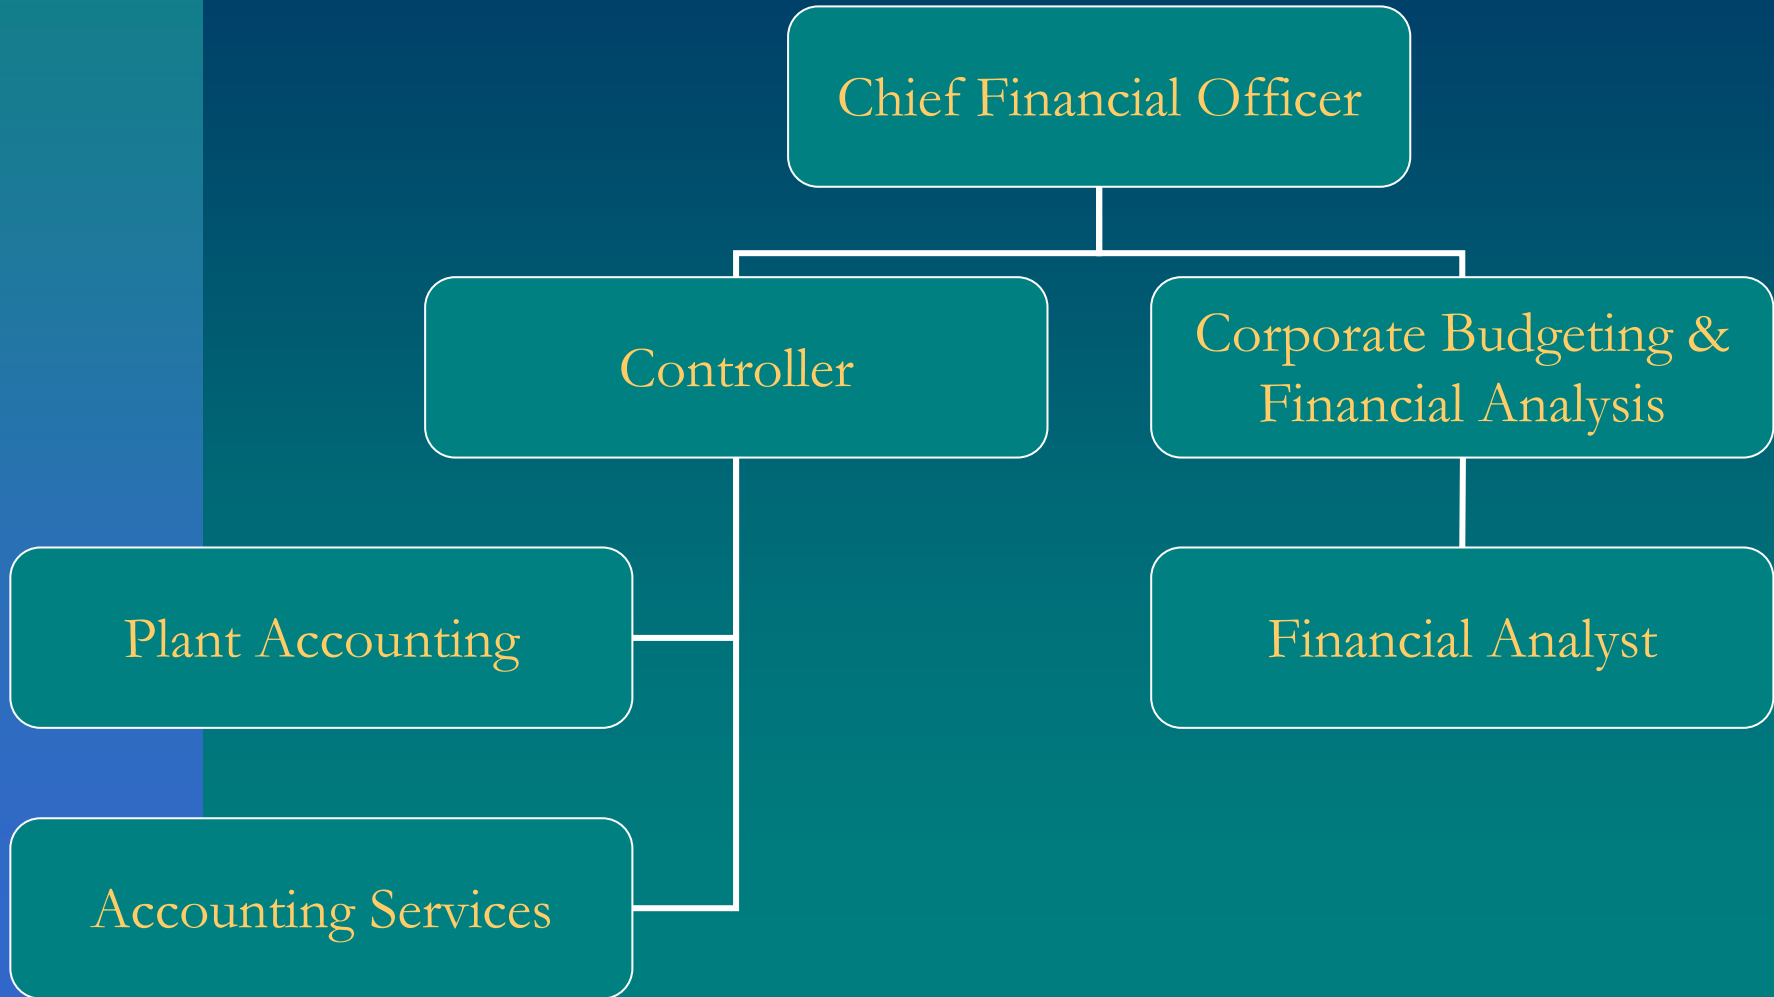 Chief Financial Officer
Controller
Corporate Budgeting &
Financial Analysis
Plant Accounting
Financial Analyst
Accounting Services